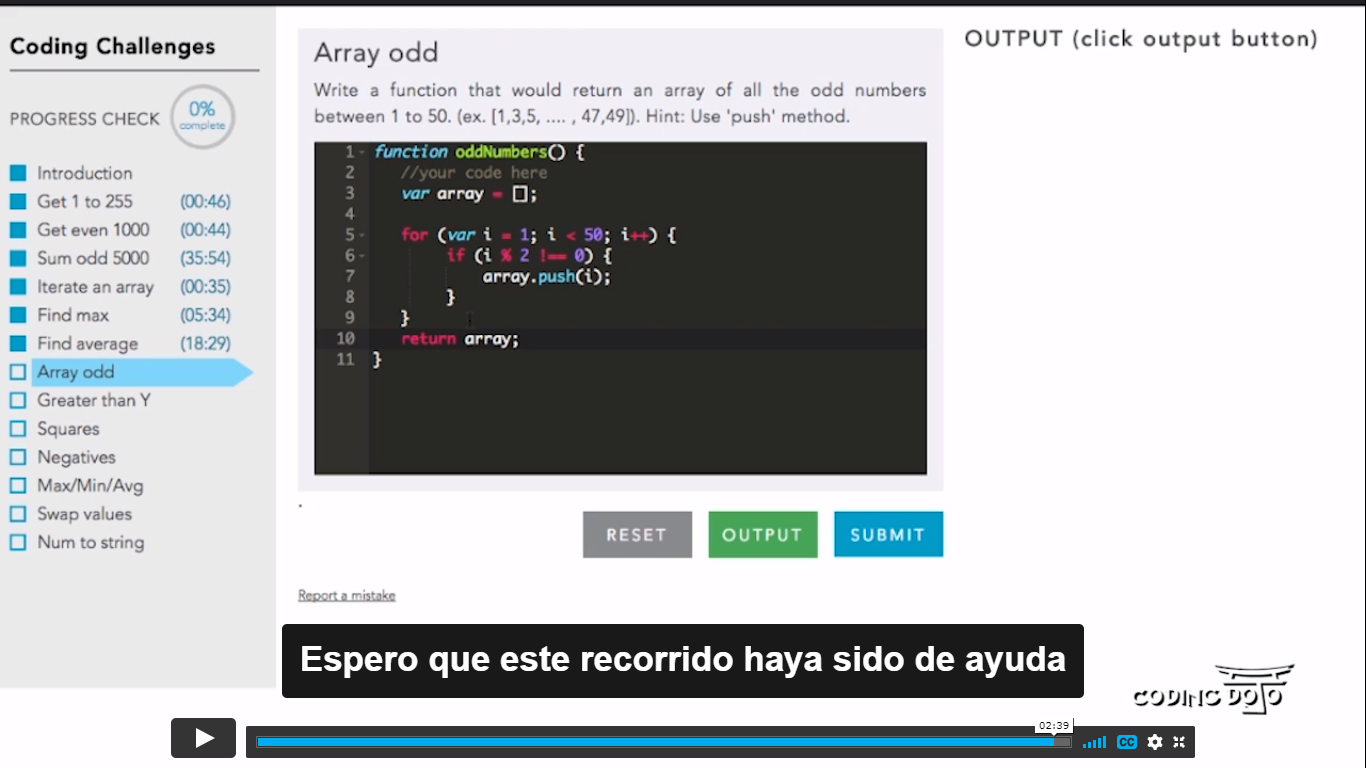 Coding Challenges
PROGRESS CHECK
0%
complete
Introduction
Get 1 to 255 (00:46)
Get even 1000 (00:44)
Sum odd 5000 (35:54)
Iterate an array (00:35)
Find max (05:34)
Find average (18:29)
Array odd
Greater than Y
Squares
Negatives
Max/Min/Avg
Swap values
Num to string
Array odd
Write a function that would return an array of all the odd numbers
between 1 to 50. (ex. [1,3,5, .... , 47,49]). Hint: Use 'push' method.
1 function oddNumbers() {
2 //your code here
3 var array = [];
4
5 for (var i = 1; i < 50; i++) {
6 if (i % 2 !== 0) {
7 array.push(i);
8 }
9 }
10 return array;
11 }
RESET
OUTPUT
SUBMIT
Report a mistake
OUTPUT (click output button)
Espero que este recorrido haya sido de ayuda
CODING DOJO
02:39
CC